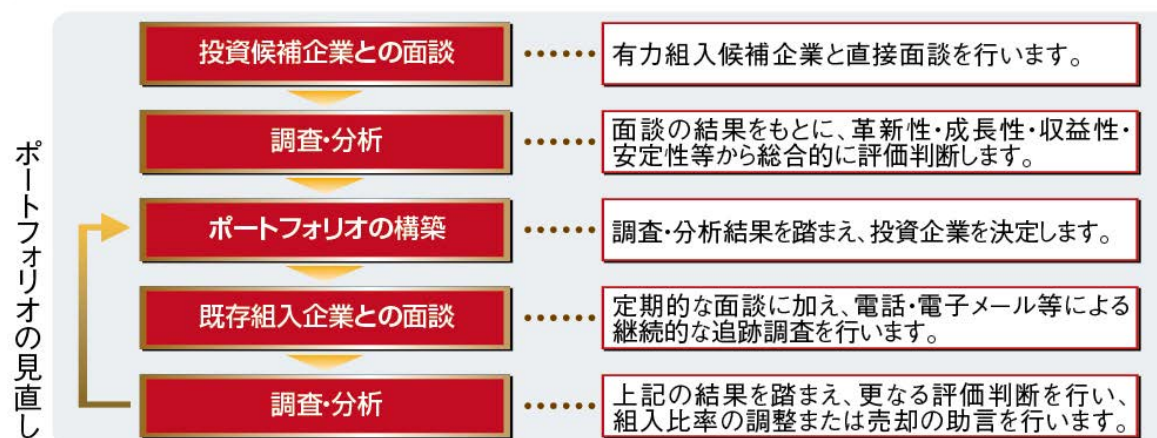 投資候補企業との面談
有力組入候補企業と直接面談を行います。
調査・分析
面談の結果をもとに、革新性・成長性・収益性・
安定性等から総合的に評価判断します。
ポートフォリオの構築
調査・分析結果を踏まえ、投資企業を決定します。
既存組入企業との面談
定期的な面談に加え、電話・電子メール等による
継続的な追跡調査を行います。
調査・分析
上記の結果を踏まえ、更なる評価判断を行い、
組入比率の調整または売却の助言を行います。
ポートフォリオの見直し